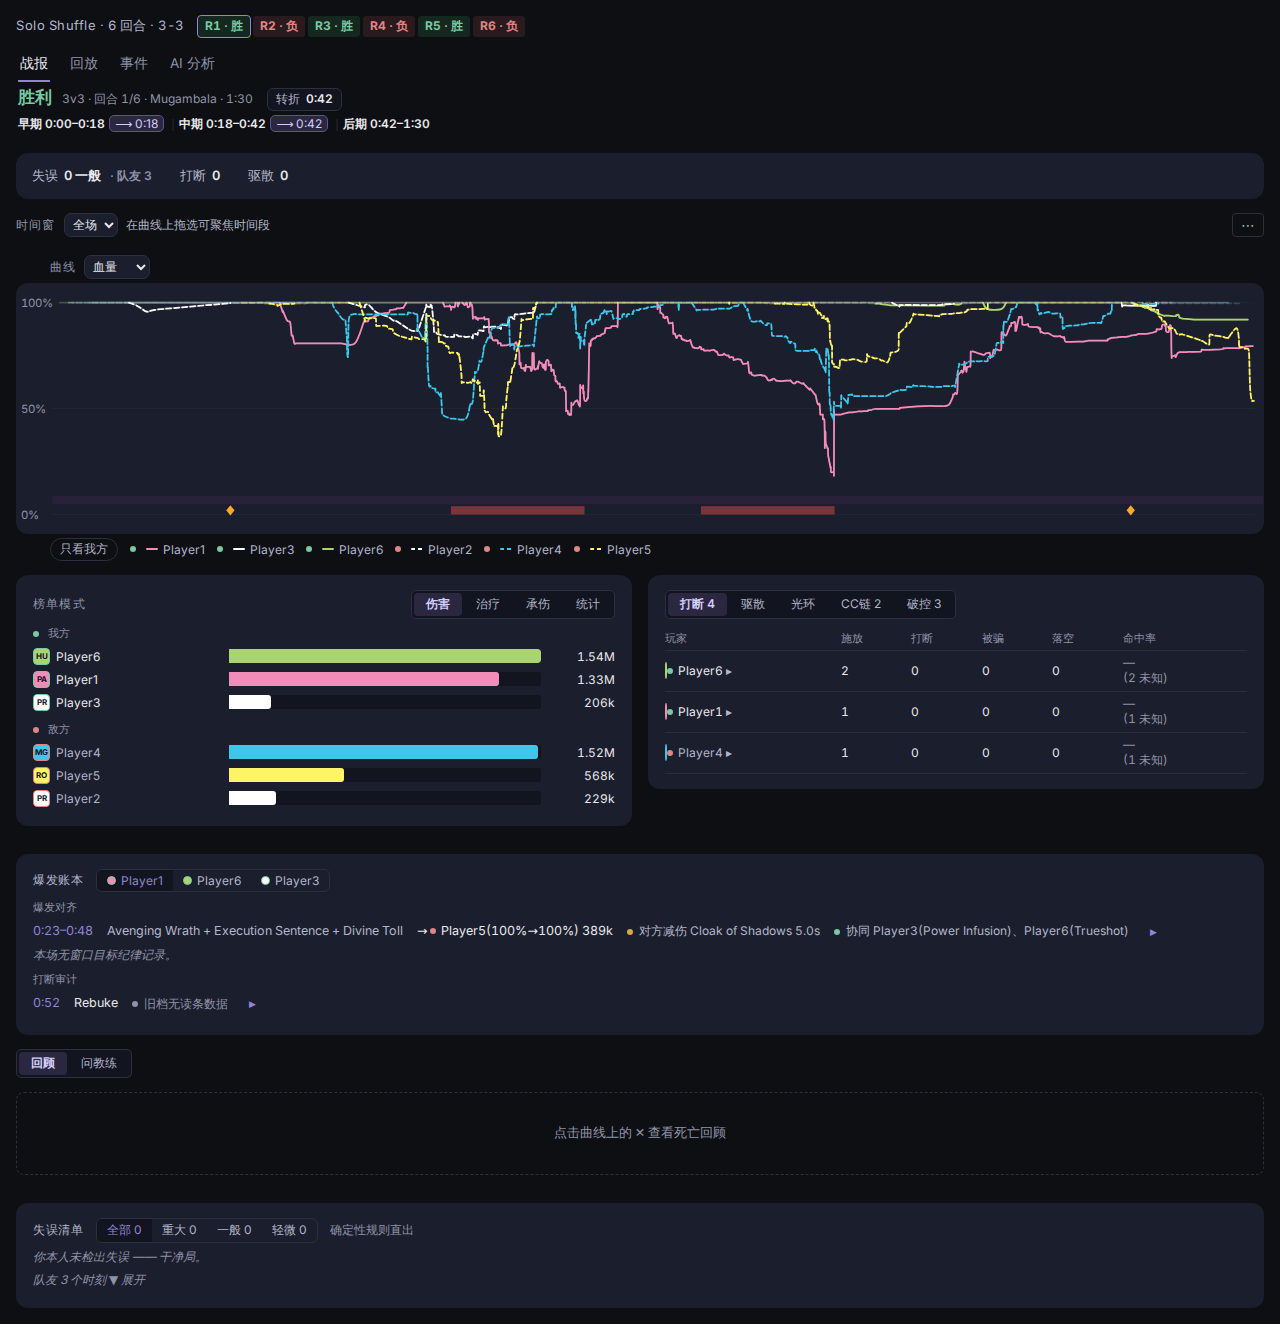 Solo Shuffle · 6 回合 · 3-3 R1 · 胜 R2 · 负 R3 · 胜 R4 · 负 R5 · 胜 R6 · 负
战报 回放 事件 AI 分析
胜利 3v3 · 回合 1/6 · Mugambala · 1:30 转折 0:42
早期 0:00–0:18 ⟶ 0:18 中期 0:18–0:42 ⟶ 0:42 后期 0:42–1:30
失误 0 一般 · 队友 3 打断 0 驱散 0
时间窗 全场 在曲线上拖选可聚焦时间段 ⋯
曲线 血量
100%
50%
0%
只看我方 Player1 Player3 Player6 Player2 Player4 Player5
榜单模式 伤害 治疗 承伤 统计
我方
HU Player6 1.54M
PA Player1 1.33M
PR Player3 206k
敌方
MG Player4 1.52M
RO Player5 568k
PR Player2 229k
打断 4 驱散 光环 CC链 2 破控 3
玩家 施放 打断 被骗 落空 命中率
Player6 ▸ 2 0 0 0 —
(2 未知)
Player1 ▸ 1 0 0 0 —
(1 未知)
Player4 ▸ 1 0 0 0 —
(1 未知)
爆发账本 Player1 Player6 Player3
爆发对齐
0:23–0:48 Avenging Wrath + Execution Sentence + Divine Toll → Player5(100%→100%) 389k 对方减伤 Cloak of Shadows 5.0s 协同 Player3(Power Infusion)、Player6(Trueshot) ▸
本场无窗口目标纪律记录。
打断审计
0:52 Rebuke 旧档无读条数据 ▸
回顾 问教练
点击曲线上的 ✕ 查看死亡回顾
失误清单 全部 0 重大 0 一般 0 轻微 0 确定性规则直出
你本人未检出失误 —— 干净局。
队友 3 个时刻 ▼ 展开